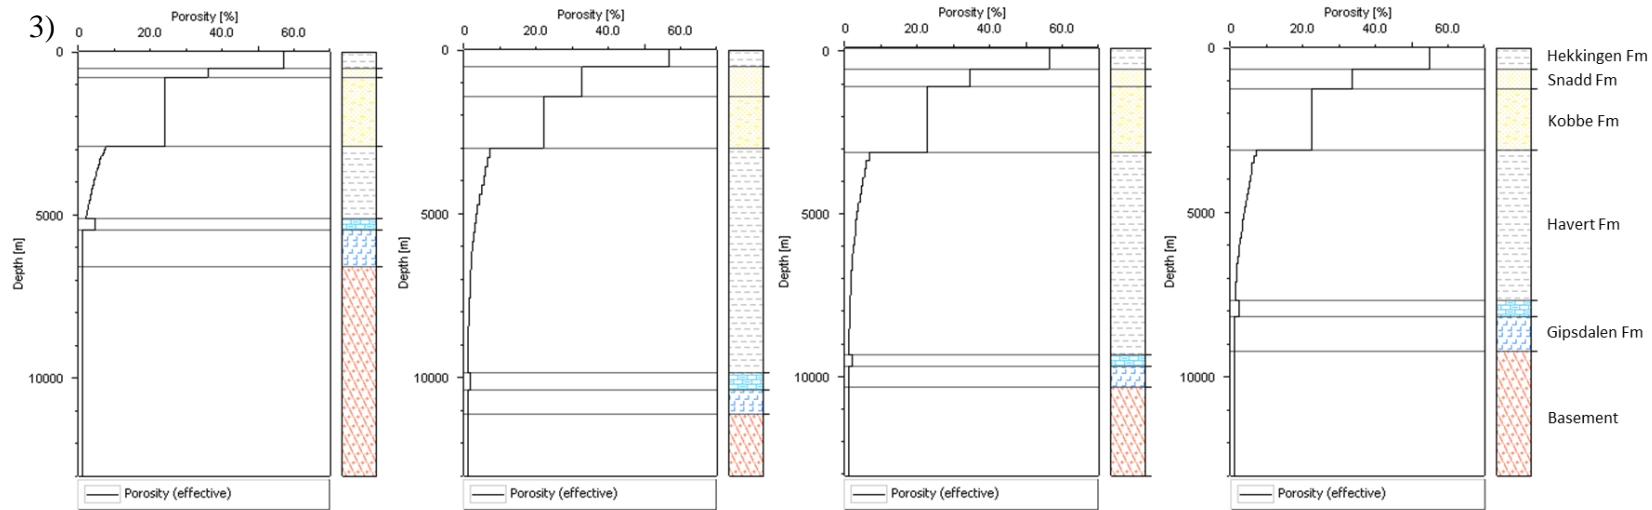 3)
Porosity [%]
0 20.0 40.0 60.0
0
5000
10000
Depth [m]
Porosity (effective)
Porosity [%]
0 20.0 40.0 60.0
0
5000
10000
Depth [m]
Porosity (effective)
Porosity [%]
0 20.0 40.0 60.0
0
5000
10000
Depth [m]
Porosity (effective)
Porosity [%]
0 20.0 40.0 60.0
0
5000
10000
Depth [m]
Porosity (effective)
Hekkingen Fm
Snadd Fm
Kobbe Fm
Havert Fm
Gipsdalen Fm
Basement